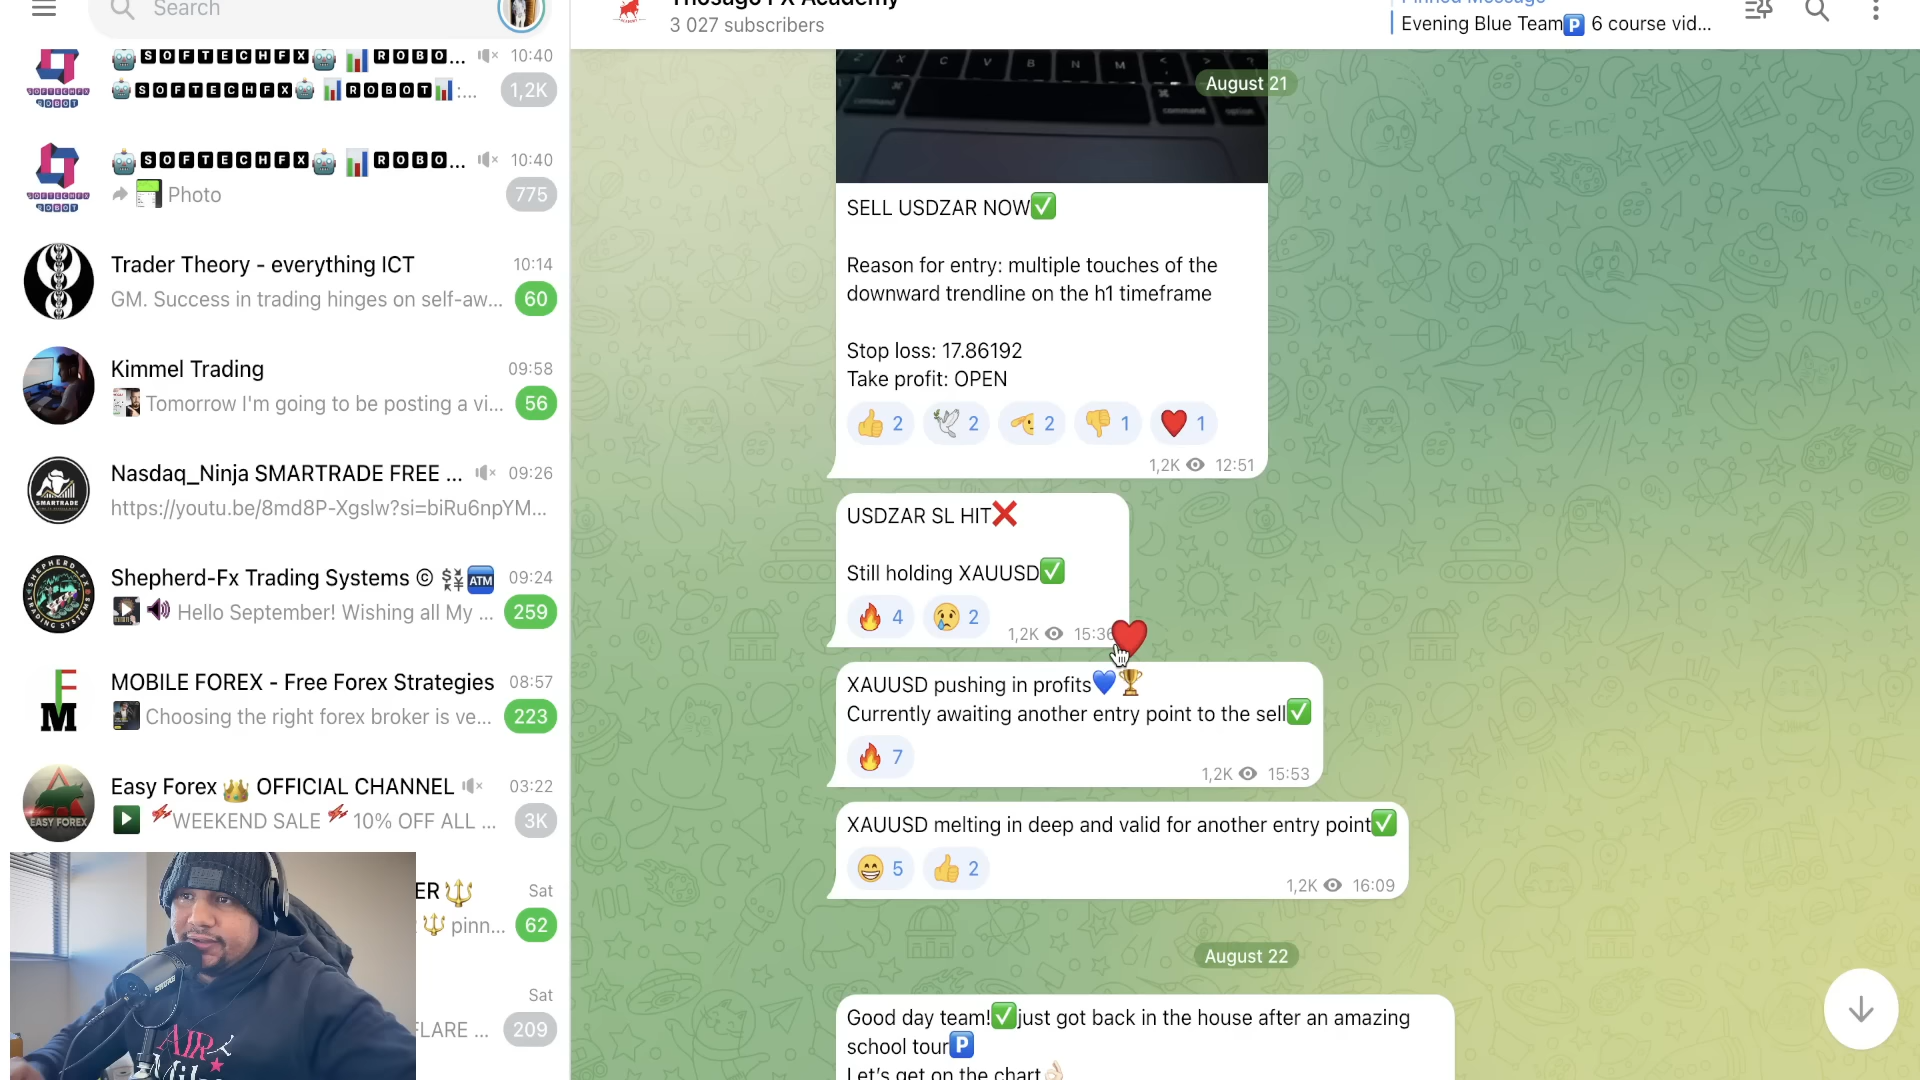 Search
🆂🅾🅵🆃🅴🅲🅷🅵🆇 🆁🅾🅱🅾...
10:40
🆂🅾🅵🆃🅴🅲🅷🅵🆇 🆁🅾🅱🅾🆃:...
1,2K
🆂🅾🅵🆃🅴🅲🅷🅵🆇 🆁🅾🅱🅾...
10:40
Photo
775
Trader Theory - everything ICT
10:14
GM. Success in trading hinges on self-aw...
60
Kimmel Trading
09:58
Tomorrow I'm going to be posting a vi...
56
Nasdaq_Ninja SMARTRADE FREE ...
09:26
https://youtu.be/8md8P-Xgslw?si=biRu6npYM...
Shepherd-Fx Trading Systems ©
09:24
Hello September! Wishing all My ...
259
MOBILE FOREX - Free Forex Strategies
08:57
Choosing the right forex broker is ve...
223
Easy Forex 👑 OFFICIAL CHANNEL
03:22
WEEKEND SALE 10% OFF ALL ...
3K
ER🔱
Sat
🔱 pinn...
62
Sat
FLARE ...
209
3 027 subscribers
Evening Blue Team🅿️ 6 course vid...
August 21
SELL USDZAR NOW✅
Reason for entry: multiple touches of the
downward trendline on the h1 timeframe
Stop loss: 17.86192
Take profit: OPEN
👍 2 🕊 2 🫡 2 👎 1 ❤️ 1
1,2K 12:51
USDZAR SL HIT❌
Still holding XAUUSD✅
🔥 4 😢 2
1,2K 15:36
XAUUSD pushing in profits💙🏆
Currently awaiting another entry point to the sell✅
🔥 7
1,2K 15:53
XAUUSD melting in deep and valid for another entry point✅
😁 5 👍 2
1,2K 16:09
August 22
Good day team!✅just got back in the house after an amazing
school tour🅿️
Let's get on the chart👌🏻